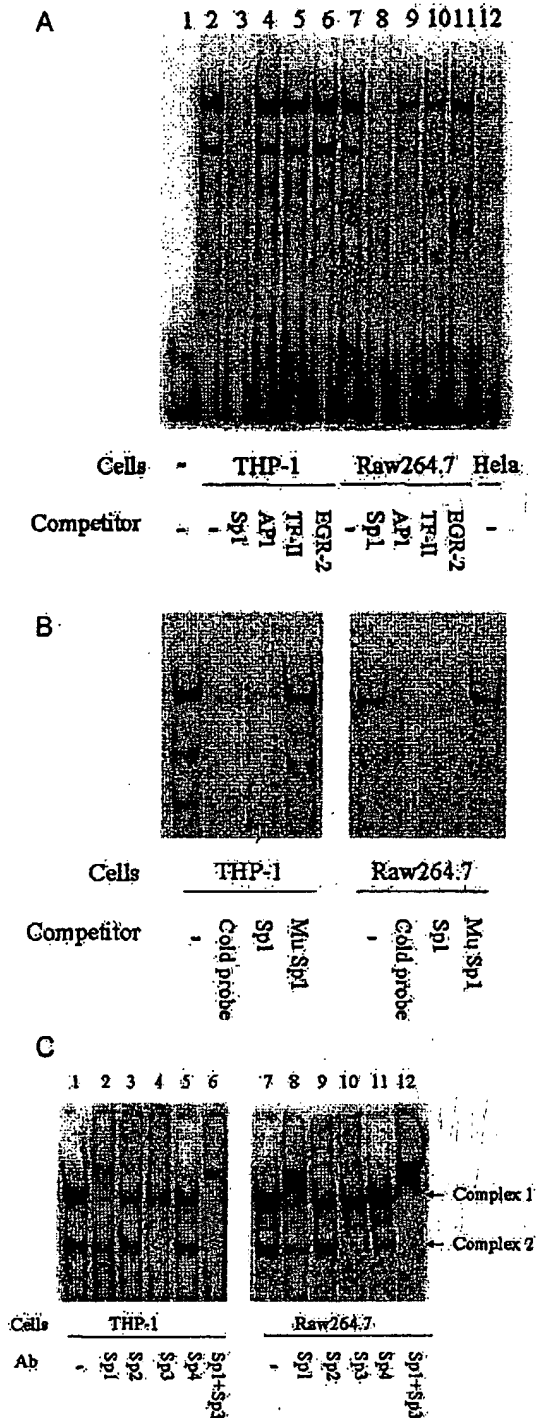 A
1 2 3 4 5 6 7 8 9 10 11 12
Cells - THP-1 Raw264.7 Hela
Competitor - Sp1 AP1 TF-II EGR-2 - Sp1 AP1 TF-II EGR-2 -
B
Cells THP-1 Raw264.7
Competitor - Cold probe Sp1 Mu Sp1 - Cold probe Sp1 Mu Sp1
C
1 2 3 4 5 6 7 8 9 10 11 12
Complex 1
Complex 2
Cells THP-1 Raw264.7
Ab - Sp1 Sp2 Sp3 Sp4 Sp1+Sp3 - Sp1 Sp2 Sp3 Sp4 Sp1+Sp3